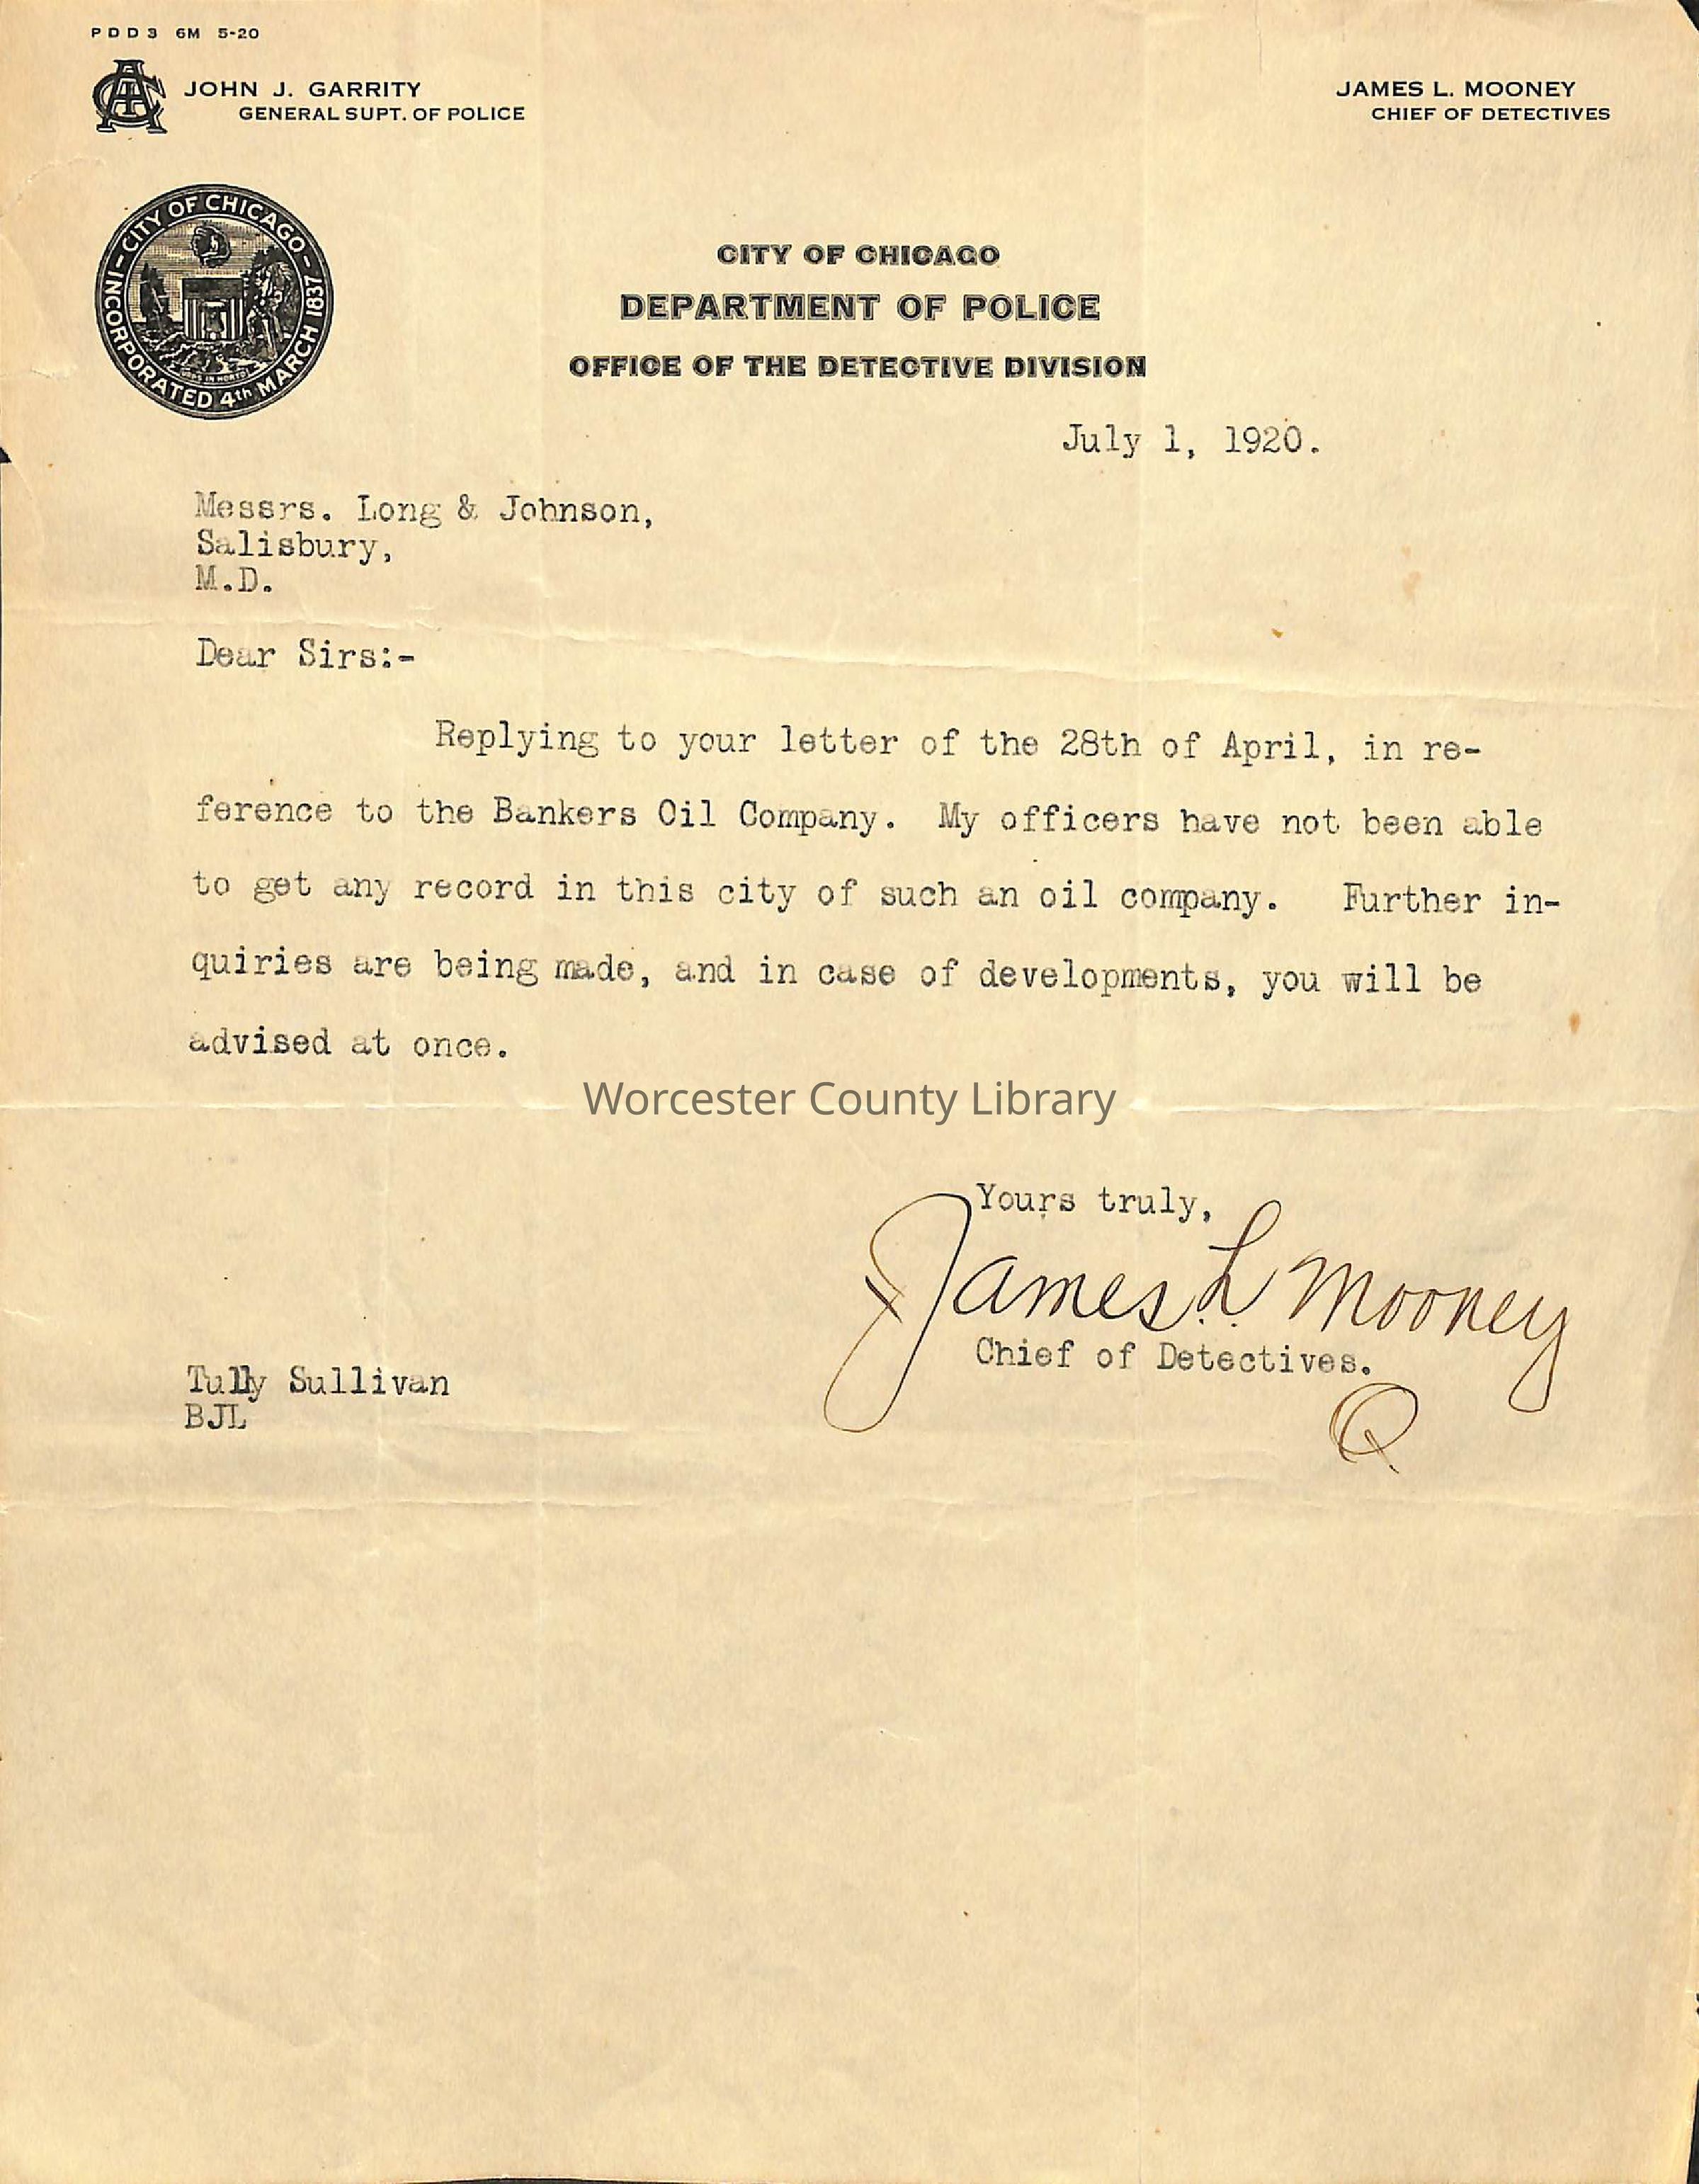 PDD3 6M 5-20
JOHN J. GARRITY
GENERAL SUPT. OF POLICE
JAMES L. MOONEY
CHIEF OF DETECTIVES
CITY OF CHICAGO
INCORPORATED 4th MARCH 1837
CITY OF CHICAGO
DEPARTMENT OF POLICE
OFFICE OF THE DETECTIVE DIVISION
July 1, 1920.
Messrs. Long & Johnson,
Salisbury,
M.D.
Dear Sirs:-
Replying to your letter of the 28th of April, in re-
ference to the Bankers Oil Company. My officers have not been able
to get any record in this city of such an oil company. Further in-
quiries are being made, and in case of developments, you will be
advised at once.
Worcester County Library
Yours truly,
James L. Mooney
Chief of Detectives.
Q
Tully Sullivan
BJL